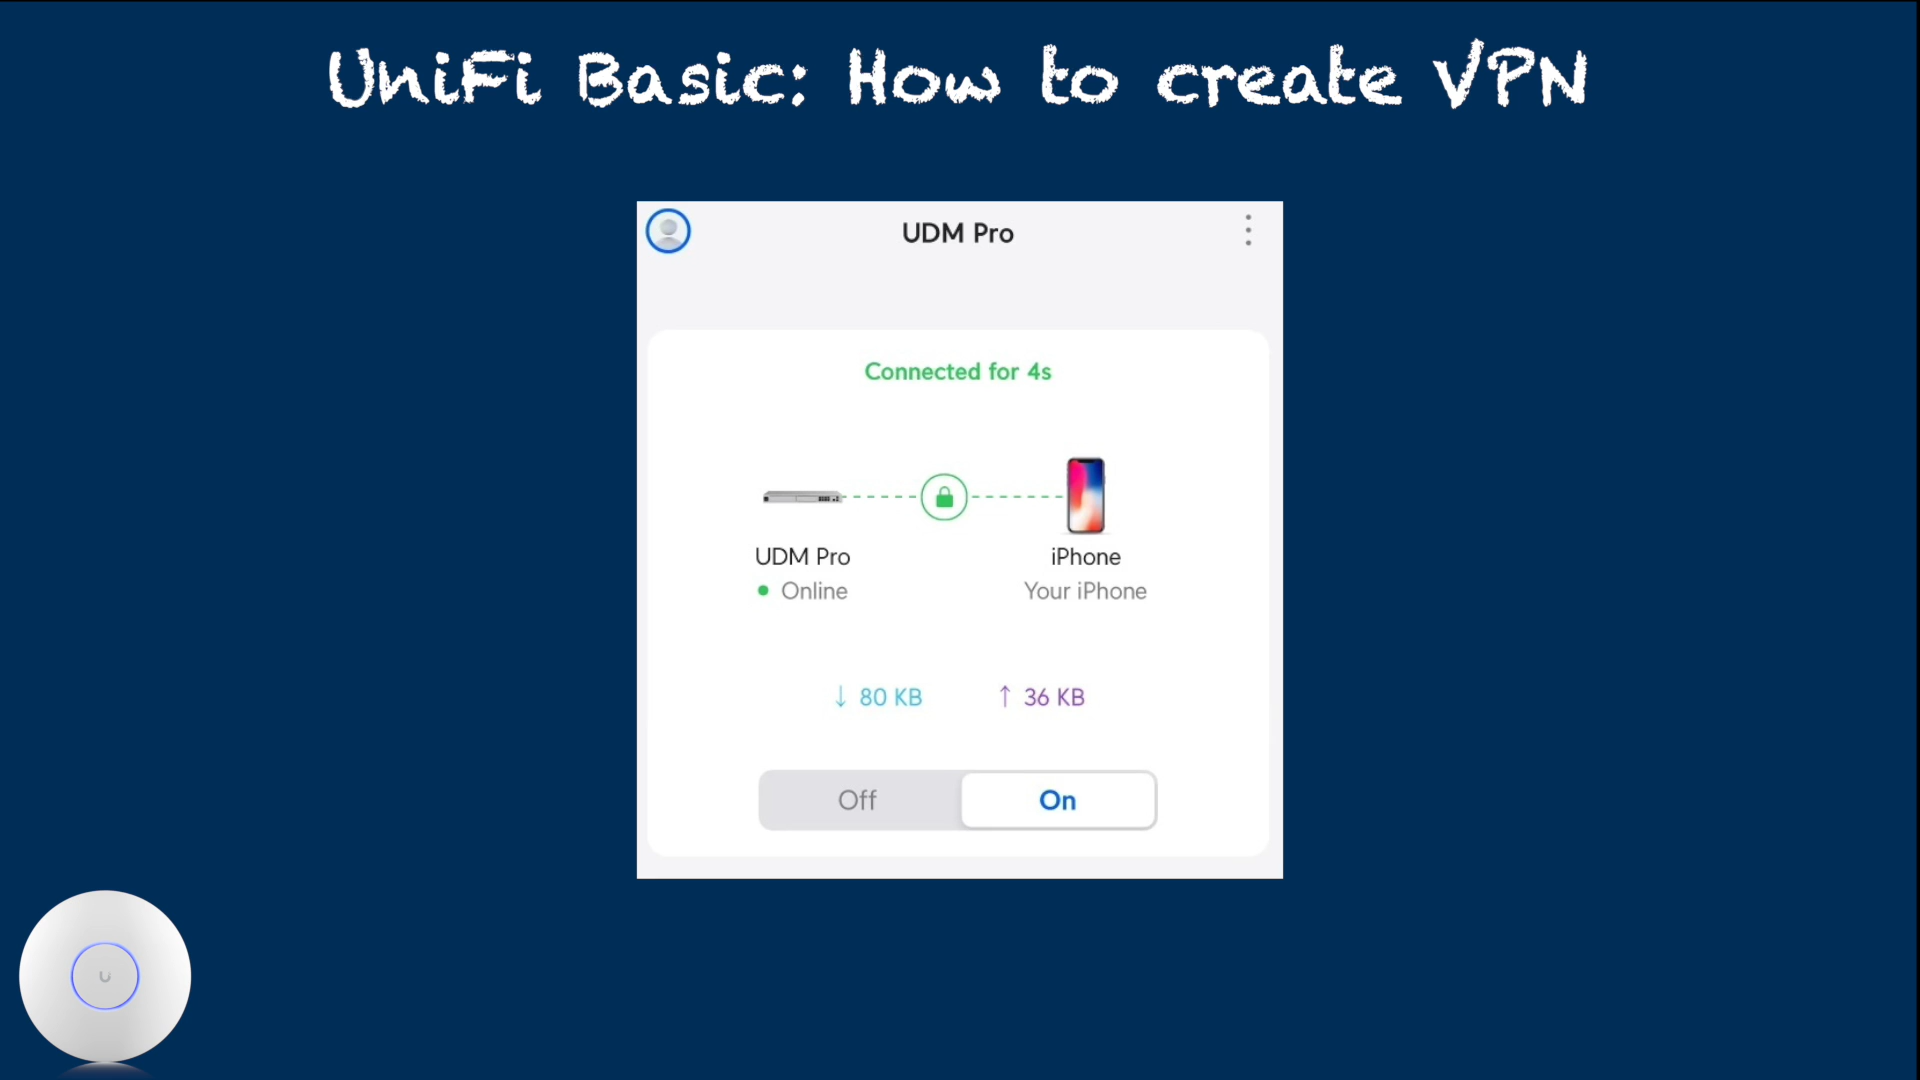 UniFi Basic: How to create VPN
UDM Pro
Connected for 4s
UDM Pro
iPhone
Online
Your iPhone
↓ 80 KB
↑ 36 KB
Off
On